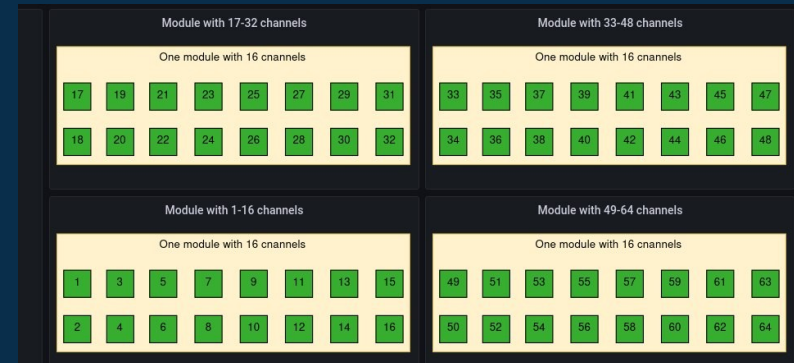 Module with 17-32 channels
One module with 16 channels
17 19 21 23 25 27 29 31
18 20 22 24 26 28 30 32
Module with 33-48 channels
One module with 16 channels
33 35 37 39 41 43 45 47
34 36 38 40 42 44 46 48
Module with 1-16 channels
One module with 16 channels
1 3 5 7 9 11 13 15
2 4 6 8 10 12 14 16
Module with 49-64 channels
One module with 16 channels
49 51 53 55 57 59 61 63
50 52 54 56 58 60 62 64